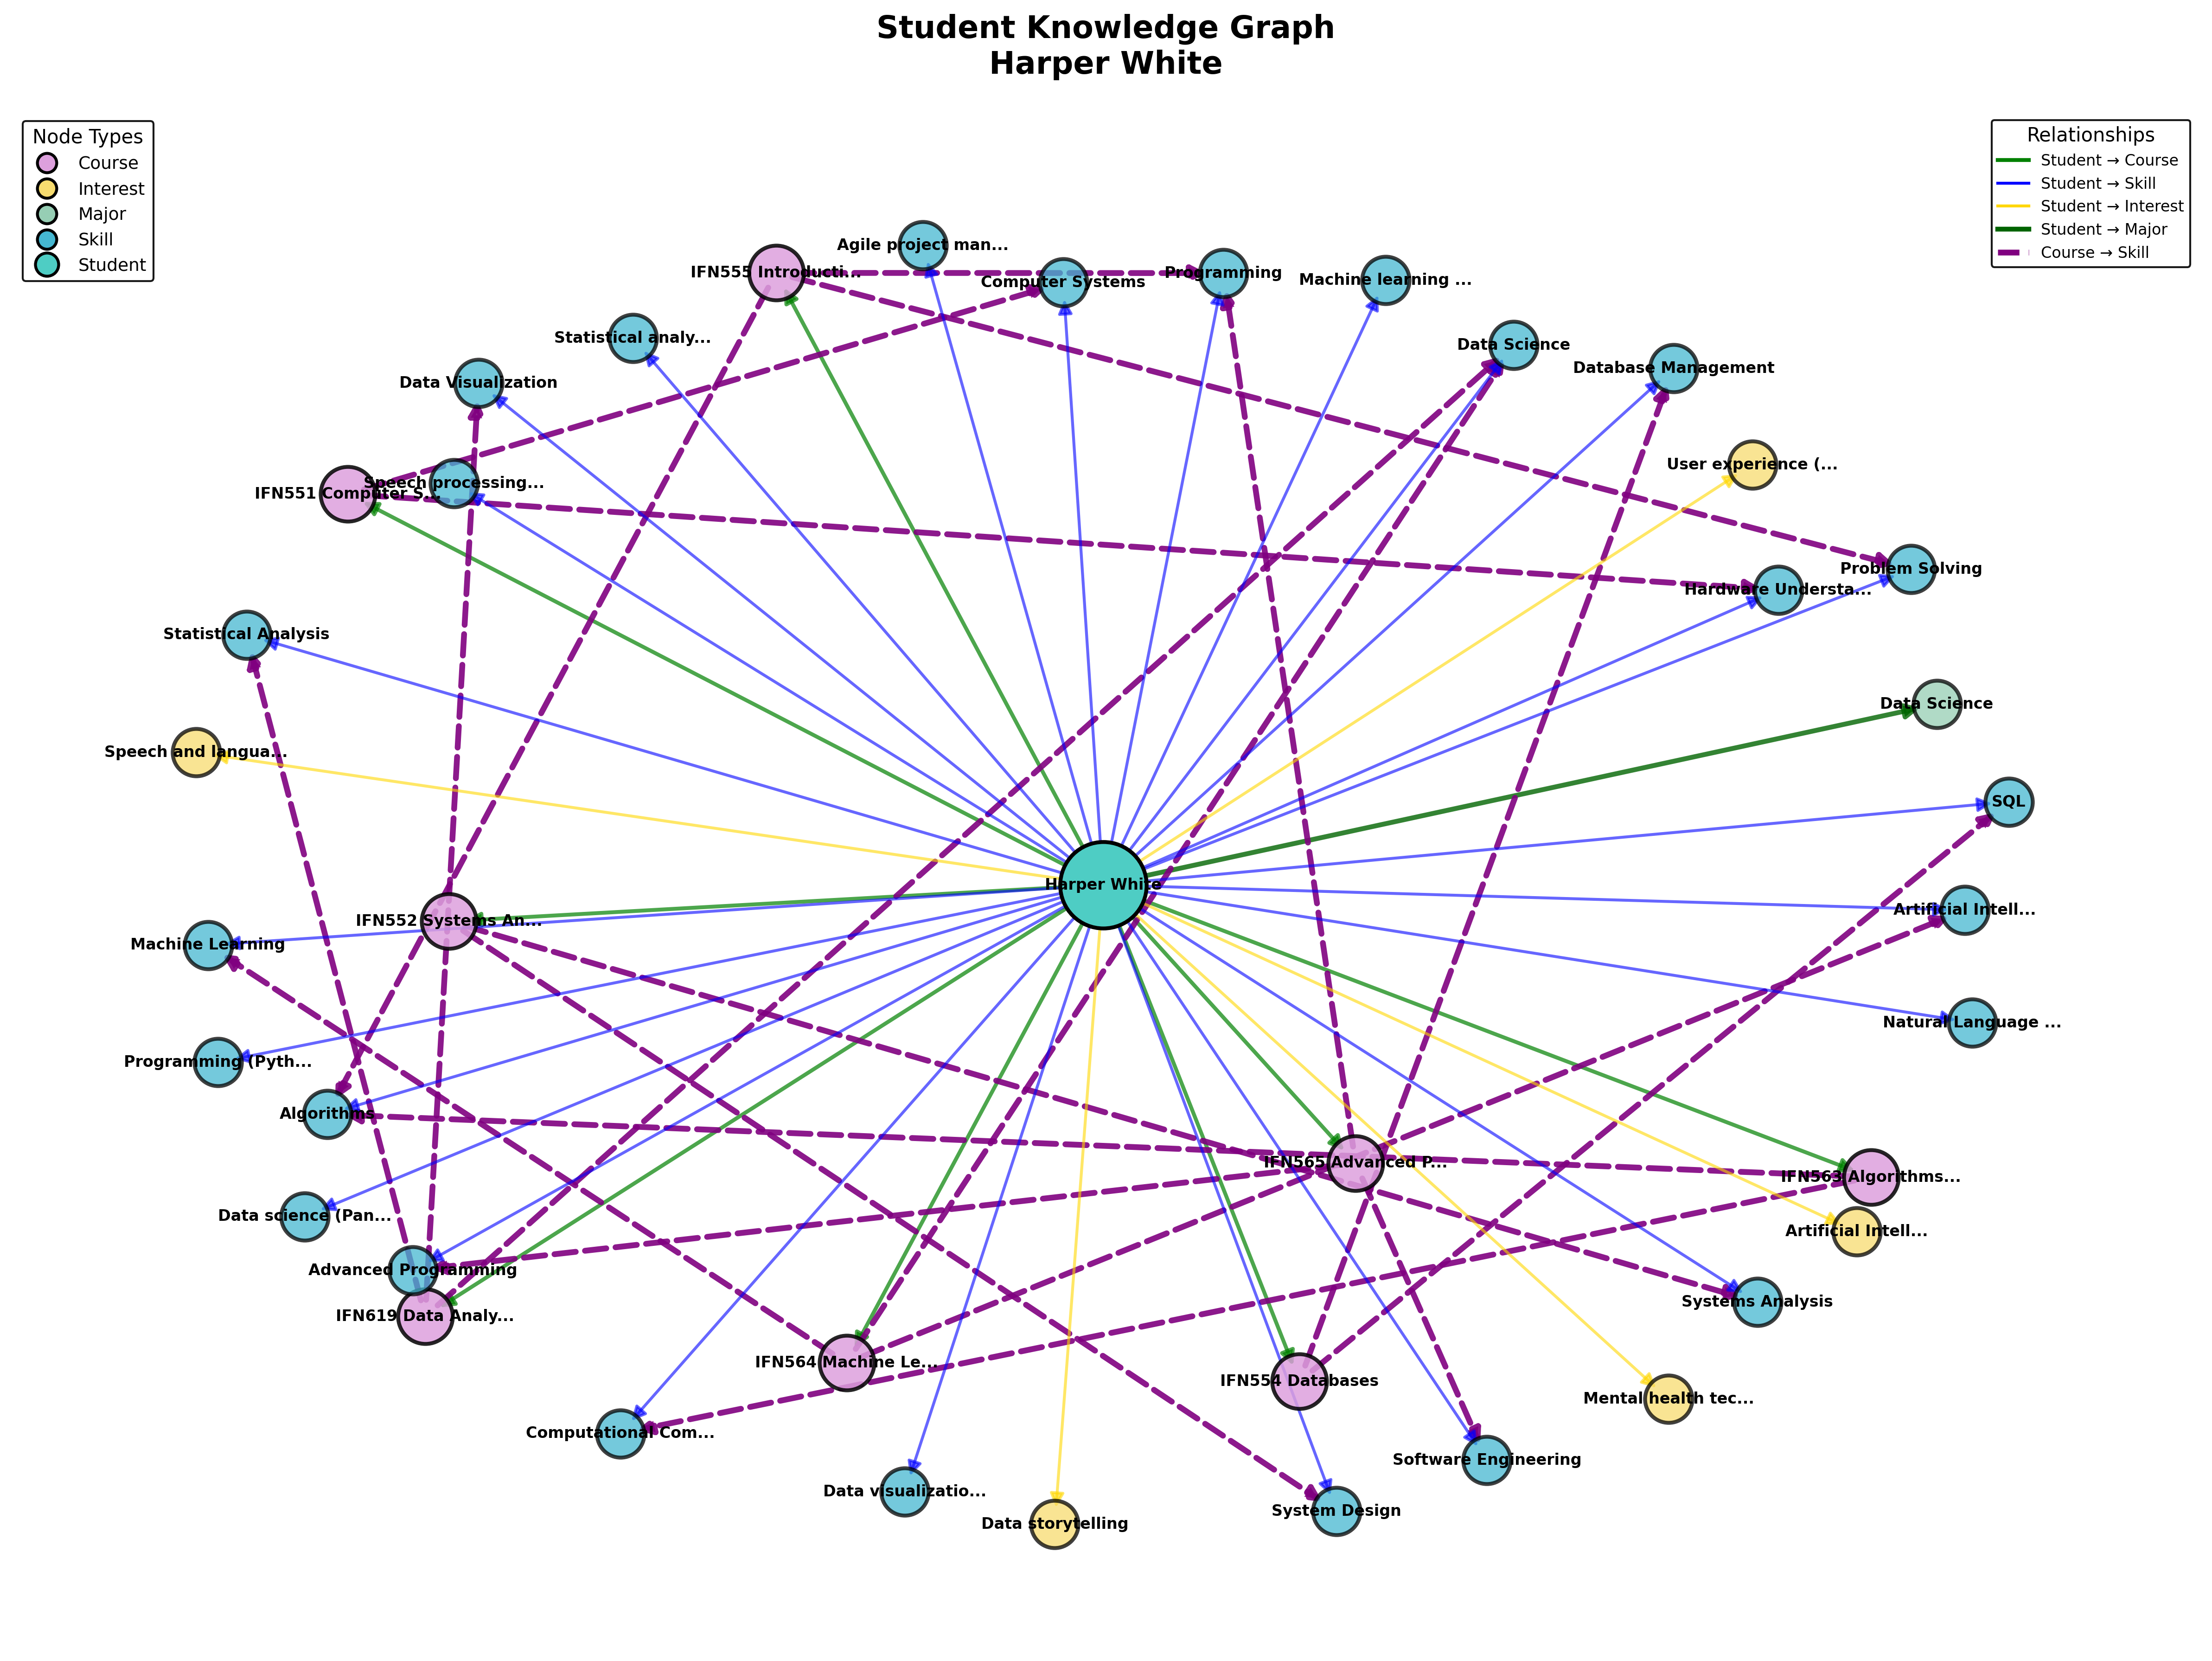 Student Knowledge Graph
Harper White
Node Types
Course
Interest
Major
Skill
Student
Relationships
Student → Course
Student → Skill
Student → Interest
Student → Major
Course → Skill
Agile project man...
IFN555 Introducti...
Computer Systems
Programming
Machine learning ...
Statistical analy...
Data Science
Database Management
Data Visualization
User experience (...
Speech processing...
IFN551 Computer S...
Problem Solving
Hardware Understa...
Statistical Analysis
Data Science
Speech and langua...
SQL
Harper White
Artificial Intell...
IFN552 Systems An...
Machine Learning
Natural Language ...
Programming (Pyth...
Algorithms
IFN565 Advanced P...
IFN563 Algorithms...
Data science (Pan...
Artificial Intell...
Advanced Programming
Systems Analysis
IFN619 Data Analy...
IFN564 Machine Le...
IFN554 Databases
Mental health tec...
Computational Com...
Software Engineering
Data visualizatio...
System Design
Data storytelling